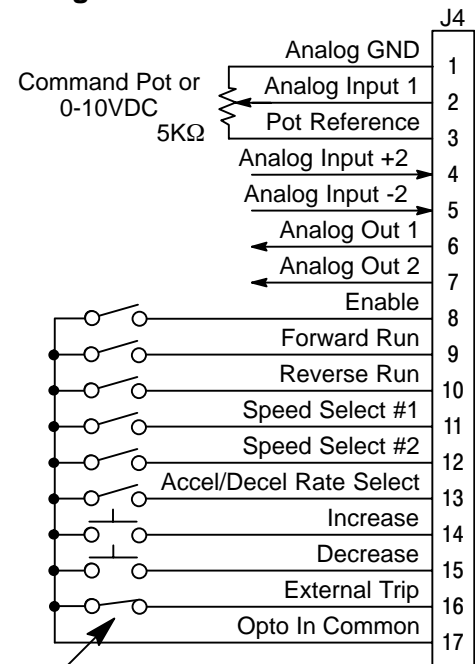 J4
Analog GND 1
Command Pot or
0-10VDC
Analog Input 1 2
5KΩ
Pot Reference 3
Analog Input +2 4
Analog Input -2 5
Analog Out 1 6
Analog Out 2 7
Enable 8
Forward Run 9
Reverse Run 10
Speed Select #1 11
Speed Select #2 12
Accel/Decel Rate Select 13
Increase 14
Decrease 15
External Trip 16
Opto In Common 17